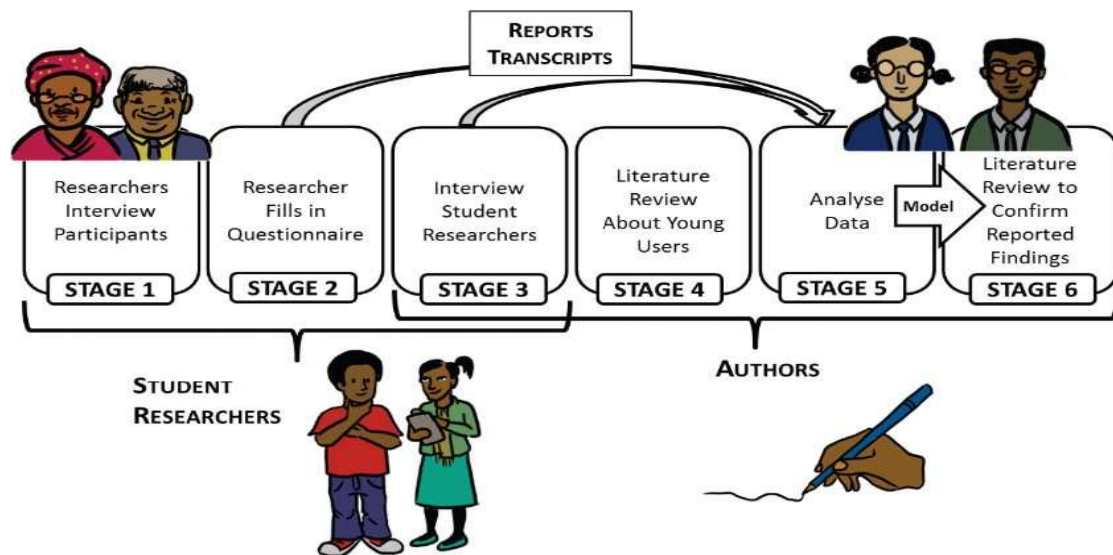 REPORTS
TRANSCRIPTS
Researchers
Interview
Participants
STAGE 1
Researcher
Fills in
Questionnaire
STAGE 2
Interview
Student
Researchers
STAGE 3
Literature
Review
About Young
Users
STAGE 4
Analyse
Data
STAGE 5
Model
Literature
Review to
Confirm
Reported
Findings
STAGE 6
STUDENT
RESEARCHERS
AUTHORS